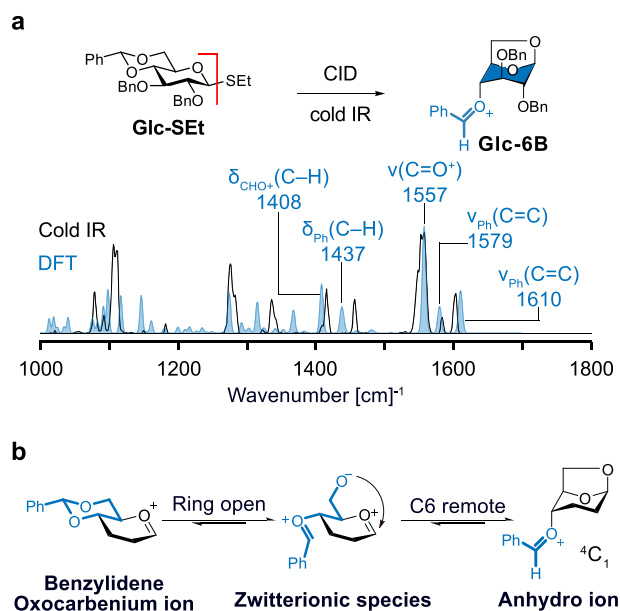 a
Ph
O
O
O
BnO
BnO
SEt
Glc-SEt
CID
cold IR
O
OBn
O
OBn
O
+
Ph
H
Glc-6B
δCHO+(C–H)
1408
δPh(C–H)
1437
ν(C=O⁺)
1557
νPh(C=C)
1579
νPh(C=C)
1610
Cold IR
DFT
1000 1200 1400 1600 1800
Wavenumber [cm]⁻¹
b
Ph
O
O
O
+
Ring open
O⁻
O
+
O
+
Ph
C6 remote
O
O
O
+
Ph
H
⁴C₁
Benzylidene
Oxocarbenium ion
Zwitterionic species
Anhydro ion